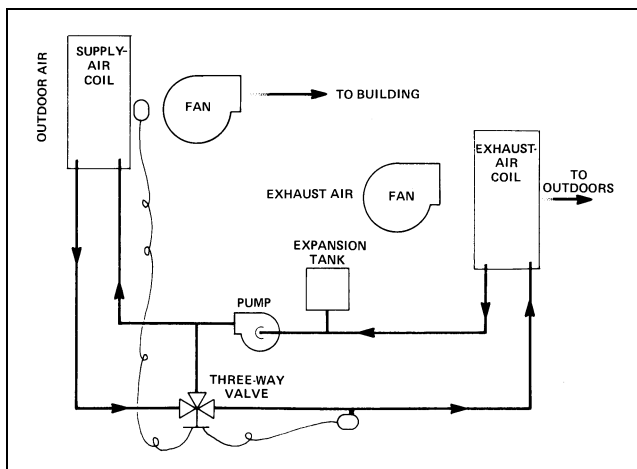 OUTDOOR AIR
SUPPLY-
AIR
COIL
FAN
TO BUILDING
EXHAUST AIR
FAN
EXHAUST-
AIR
COIL
TO
OUTDOORS
EXPANSION
TANK
PUMP
THREE-WAY
VALVE